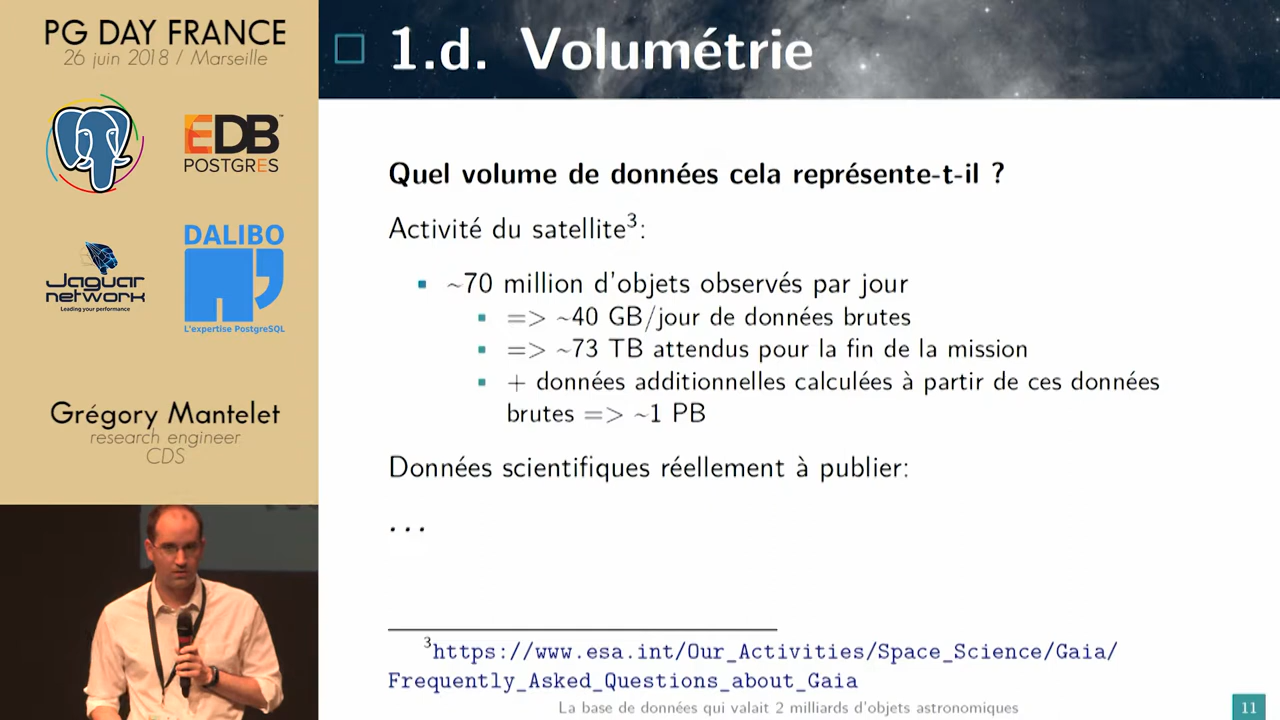 PG DAY FRANCE
26 juin 2018 / Marseille
EDB
™
POSTGRES
Jaguar
network
Leading your performance
DALIBO
L'expertise PostgreSQL
Grégory Mantelet
research engineer
CDS
1.d. Volumétrie
Quel volume de données cela représente-t-il ?
Activité du satellite³:
~70 million d'objets observés par jour
=> ~40 GB/jour de données brutes
=> ~73 TB attendus pour la fin de la mission
+ données additionnelles calculées à partir de ces données
brutes => ~1 PB
Données scientifiques réellement à publier:
...
³https://www.esa.int/Our_Activities/Space_Science/Gaia/
Frequently_Asked_Questions_about_Gaia
La base de données qui valait 2 milliards d'objets astronomiques
11